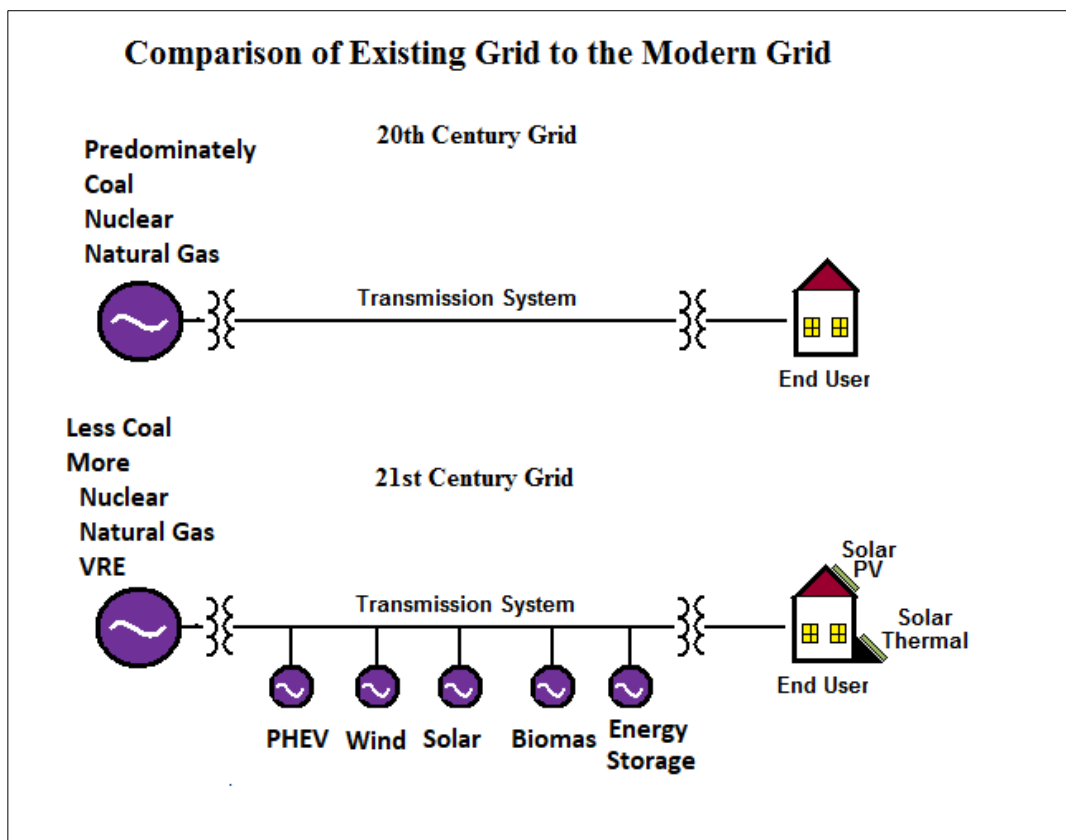 Comparison of Existing Grid to the Modern Grid
20th Century Grid
Predominately
Coal
Nuclear
Natural Gas
Transmission System
End User
Less Coal
More
Nuclear
Natural Gas
VRE
21st Century Grid
Transmission System
Solar
PV
Solar
Thermal
End User
PHEV
Wind
Solar
Biomas
Energy
Storage